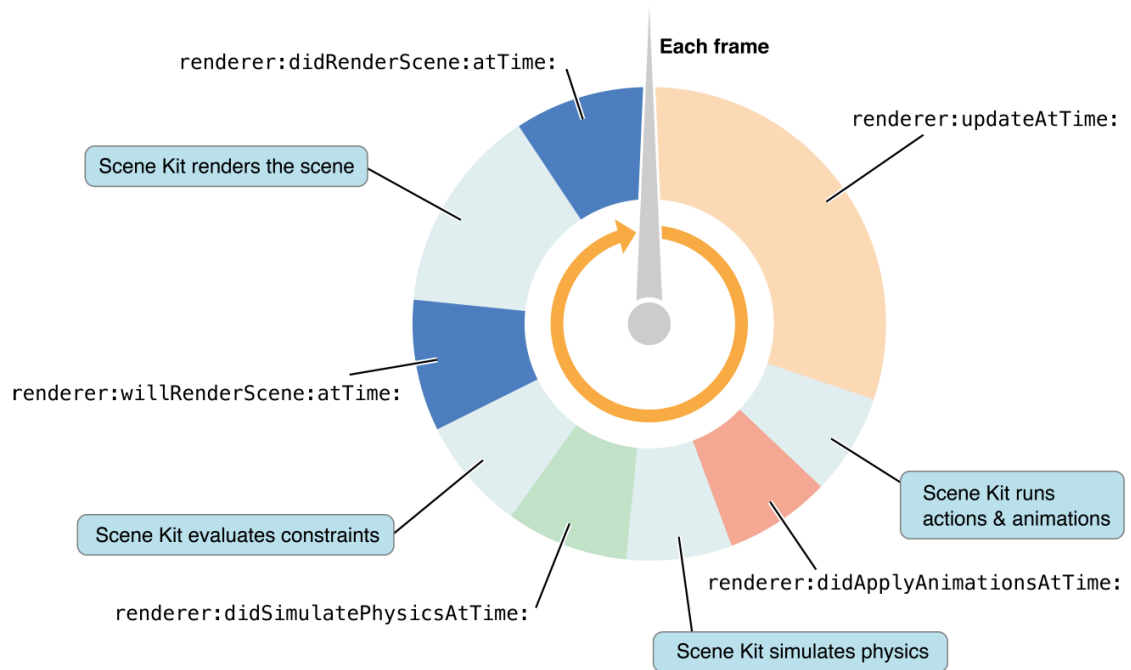 Each frame
renderer:didRenderScene:atTime:
renderer:updateAtTime:
Scene Kit renders the scene
renderer:willRenderScene:atTime:
Scene Kit runs
actions & animations
Scene Kit evaluates constraints
renderer:didApplyAnimationsAtTime:
renderer:didSimulatePhysicsAtTime:
Scene Kit simulates physics